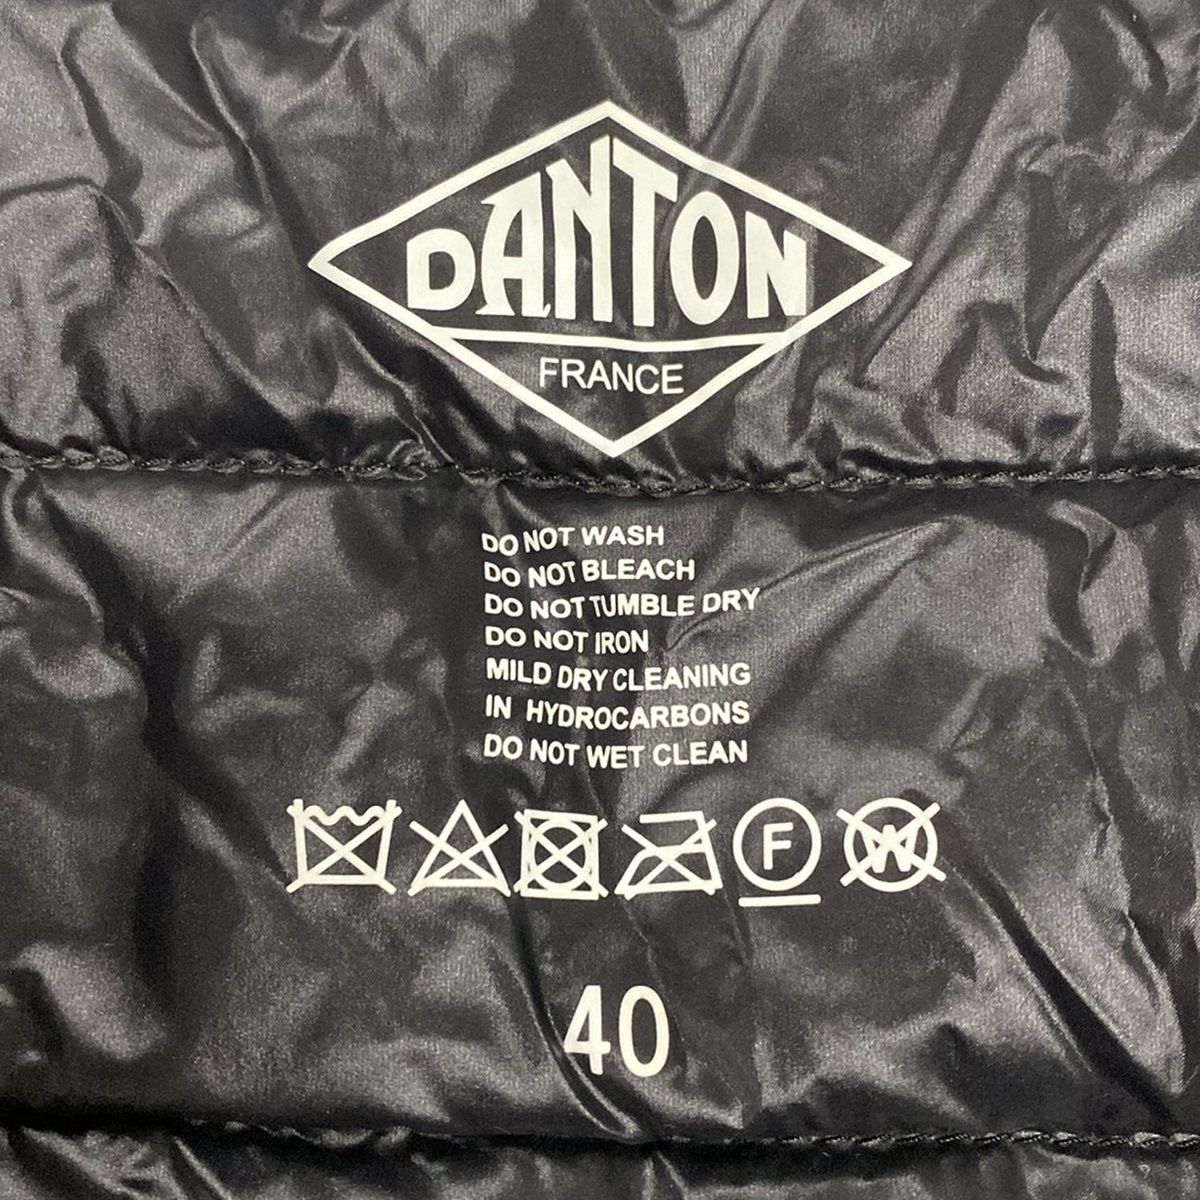 DANTON
FRANCE
DO NOT WASH
DO NOT BLEACH
DO NOT TUMBLE DRY
DO NOT IRON
MILD DRY CLEANING
IN HYDROCARBONS
DO NOT WET CLEAN
F W
40